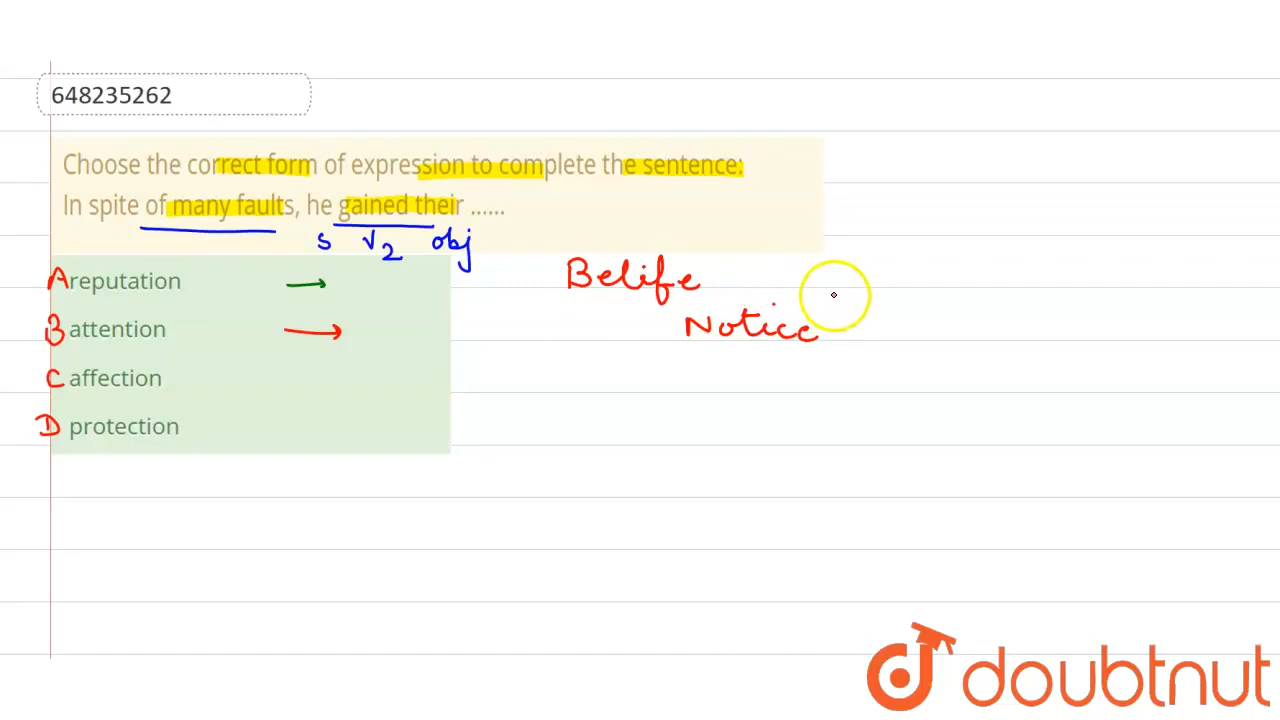 648235262
Choose the correct form of expression to complete the sentence:
In spite of many faults, he gained their ......
s v2 obj
A reputation →
Belife
B attention →
Notice
C affection
D protection
doubtnut